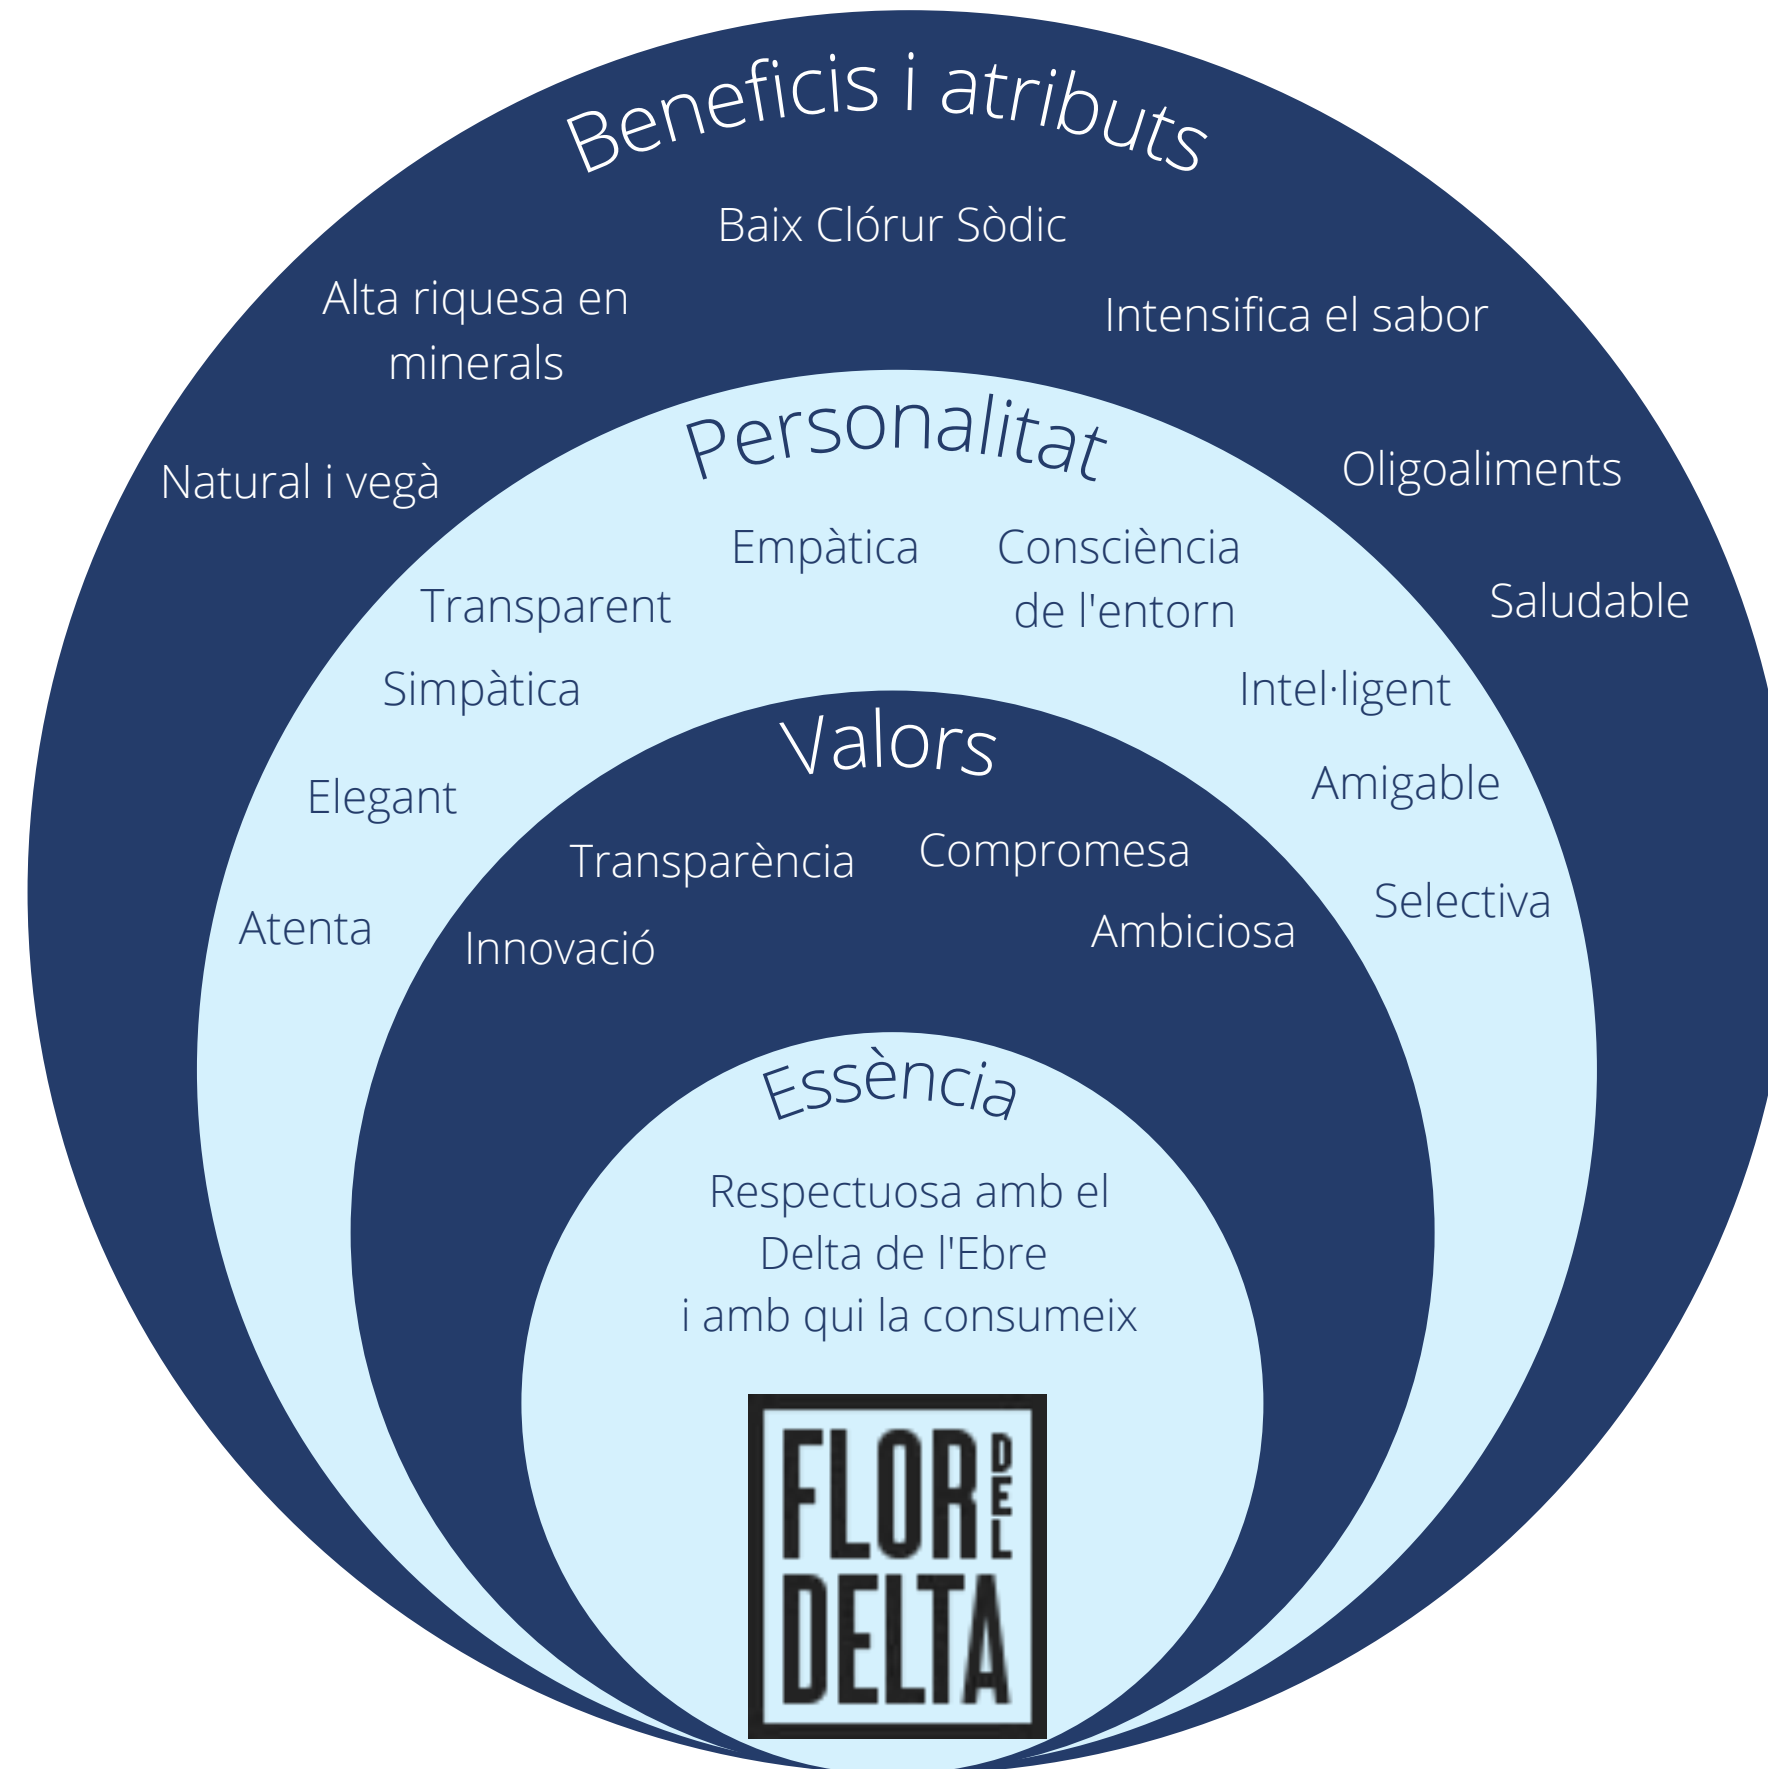 Beneficis i atributs
Baix Clórur Sòdic
Alta riquesa en
minerals
Intensifica el sabor
Natural i vegà
Oligoaliments
Saludable
Personalitat
Empàtica
Consciència
de l'entorn
Transparent
Simpàtica
Intel·ligent
Elegant
Amigable
Atenta
Selectiva
Valors
Transparència
Compromesa
Innovació
Ambiciosa
Essència
Respectuosa amb el
Delta de l'Ebre
i amb qui la consumeix
FLOR DEL
DELTA